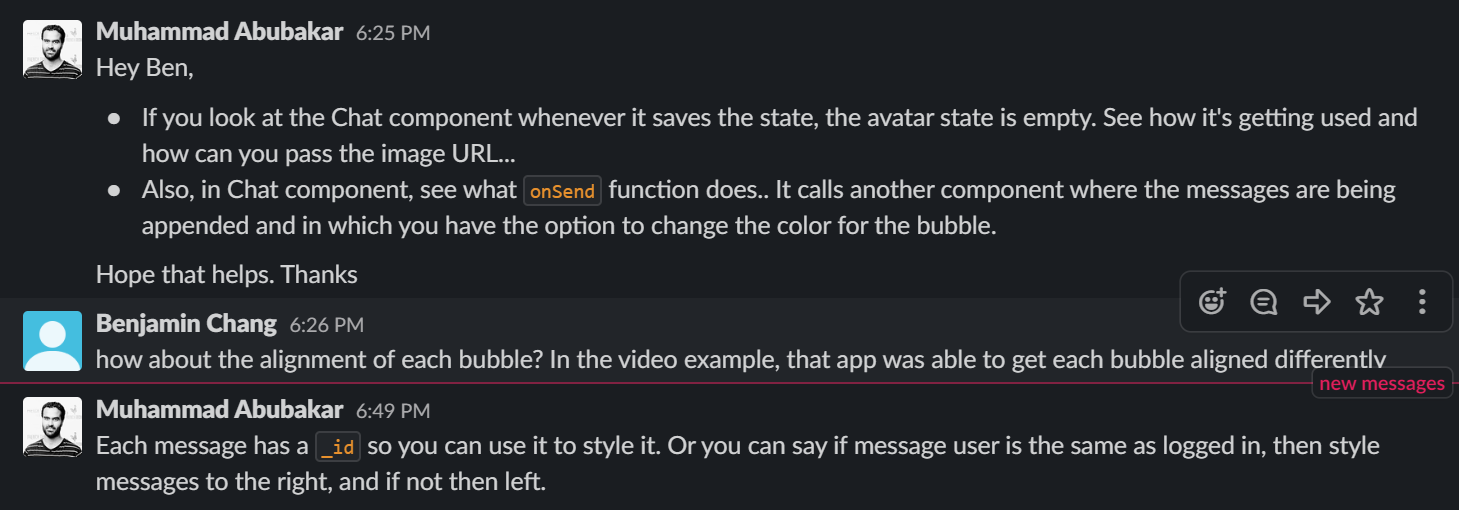 Muhammad Abubakar 6:25 PM
Hey Ben,
● If you look at the Chat component whenever it saves the state, the avatar state is empty. See how it's getting used and
how can you pass the image URL...
● Also, in Chat component, see what onSend function does.. It calls another component where the messages are being
appended and in which you have the option to change the color for the bubble.
Hope that helps. Thanks
Benjamin Chang 6:26 PM
how about the alignment of each bubble? In the video example, that app was able to get each bubble aligned differently
new messages
Muhammad Abubakar 6:49 PM
Each message has a _id so you can use it to style it. Or you can say if message user is the same as logged in, then style
messages to the right, and if not then left.